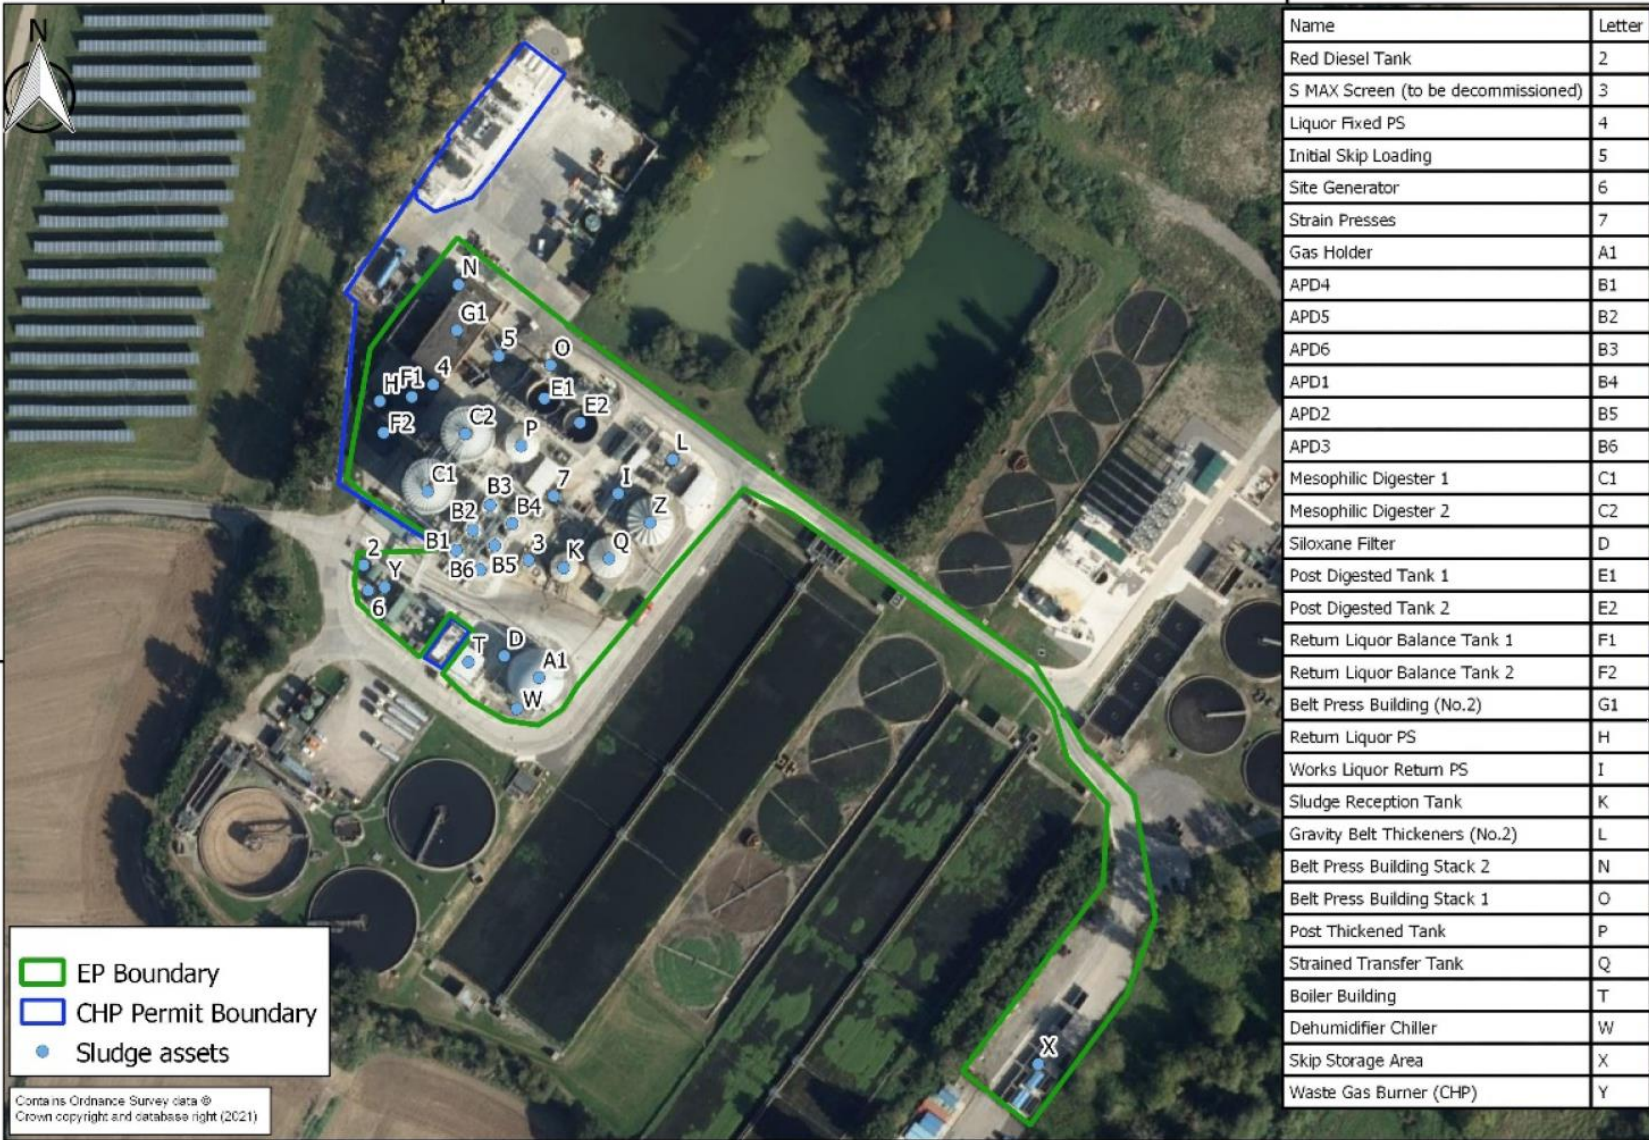 N
Name Letter
Red Diesel Tank 2
S MAX Screen (to be decommissioned) 3
Liquor Fixed PS 4
Initial Skip Loading 5
Site Generator 6
Strain Presses 7
Gas Holder A1
APD4 B1
APD5 B2
APD6 B3
APD1 B4
APD2 B5
APD3 B6
Mesophilic Digester 1 C1
Mesophilic Digester 2 C2
Siloxane Filter D
Post Digested Tank 1 E1
Post Digested Tank 2 E2
Return Liquor Balance Tank 1 F1
Return Liquor Balance Tank 2 F2
Belt Press Building (No.2) G1
Return Liquor PS H
Works Liquor Return PS I
Sludge Reception Tank K
Gravity Belt Thickeners (No.2) L
Belt Press Building Stack 2 N
Belt Press Building Stack 1 O
Post Thickened Tank P
Strained Transfer Tank Q
Boiler Building T
Dehumidifier Chiller W
Skip Storage Area X
Waste Gas Burner (CHP) Y
N
G1
5
O
4
H
F1
E1
E2
F2
C2
P
L
C1
7
I
B3
B2
B4
Z
B1
B6
B5
3
K
Q
2
Y
6
T
D
A1
W
X
EP Boundary
CHP Permit Boundary
Sludge assets
Contains Ordnance Survey data ©
Crown copyright and database right (2021)